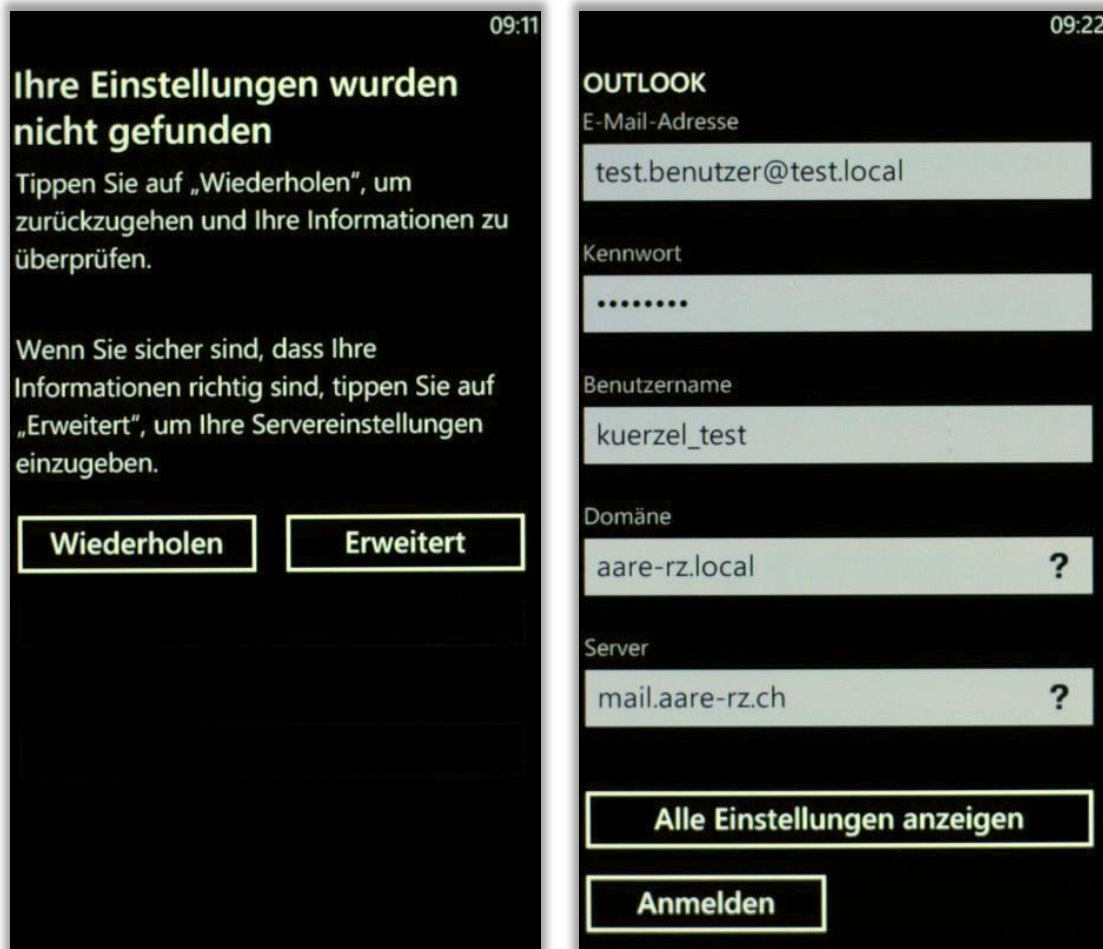 09:11
Ihre Einstellungen wurden
nicht gefunden
Tippen Sie auf „Wiederholen“, um
zurückzugehen und Ihre Informationen zu
überprüfen.
Wenn Sie sicher sind, dass Ihre
Informationen richtig sind, tippen Sie auf
„Erweitert“, um Ihre Servereinstellungen
einzugeben.
Wiederholen
Erweitert
09:22
OUTLOOK
E-Mail-Adresse
test.benutzer@test.local
Kennwort
••••••••
Benutzername
kuerzel_test
Domäne
aare-rz.local ?
Server
mail.aare-rz.ch ?
Alle Einstellungen anzeigen
Anmelden